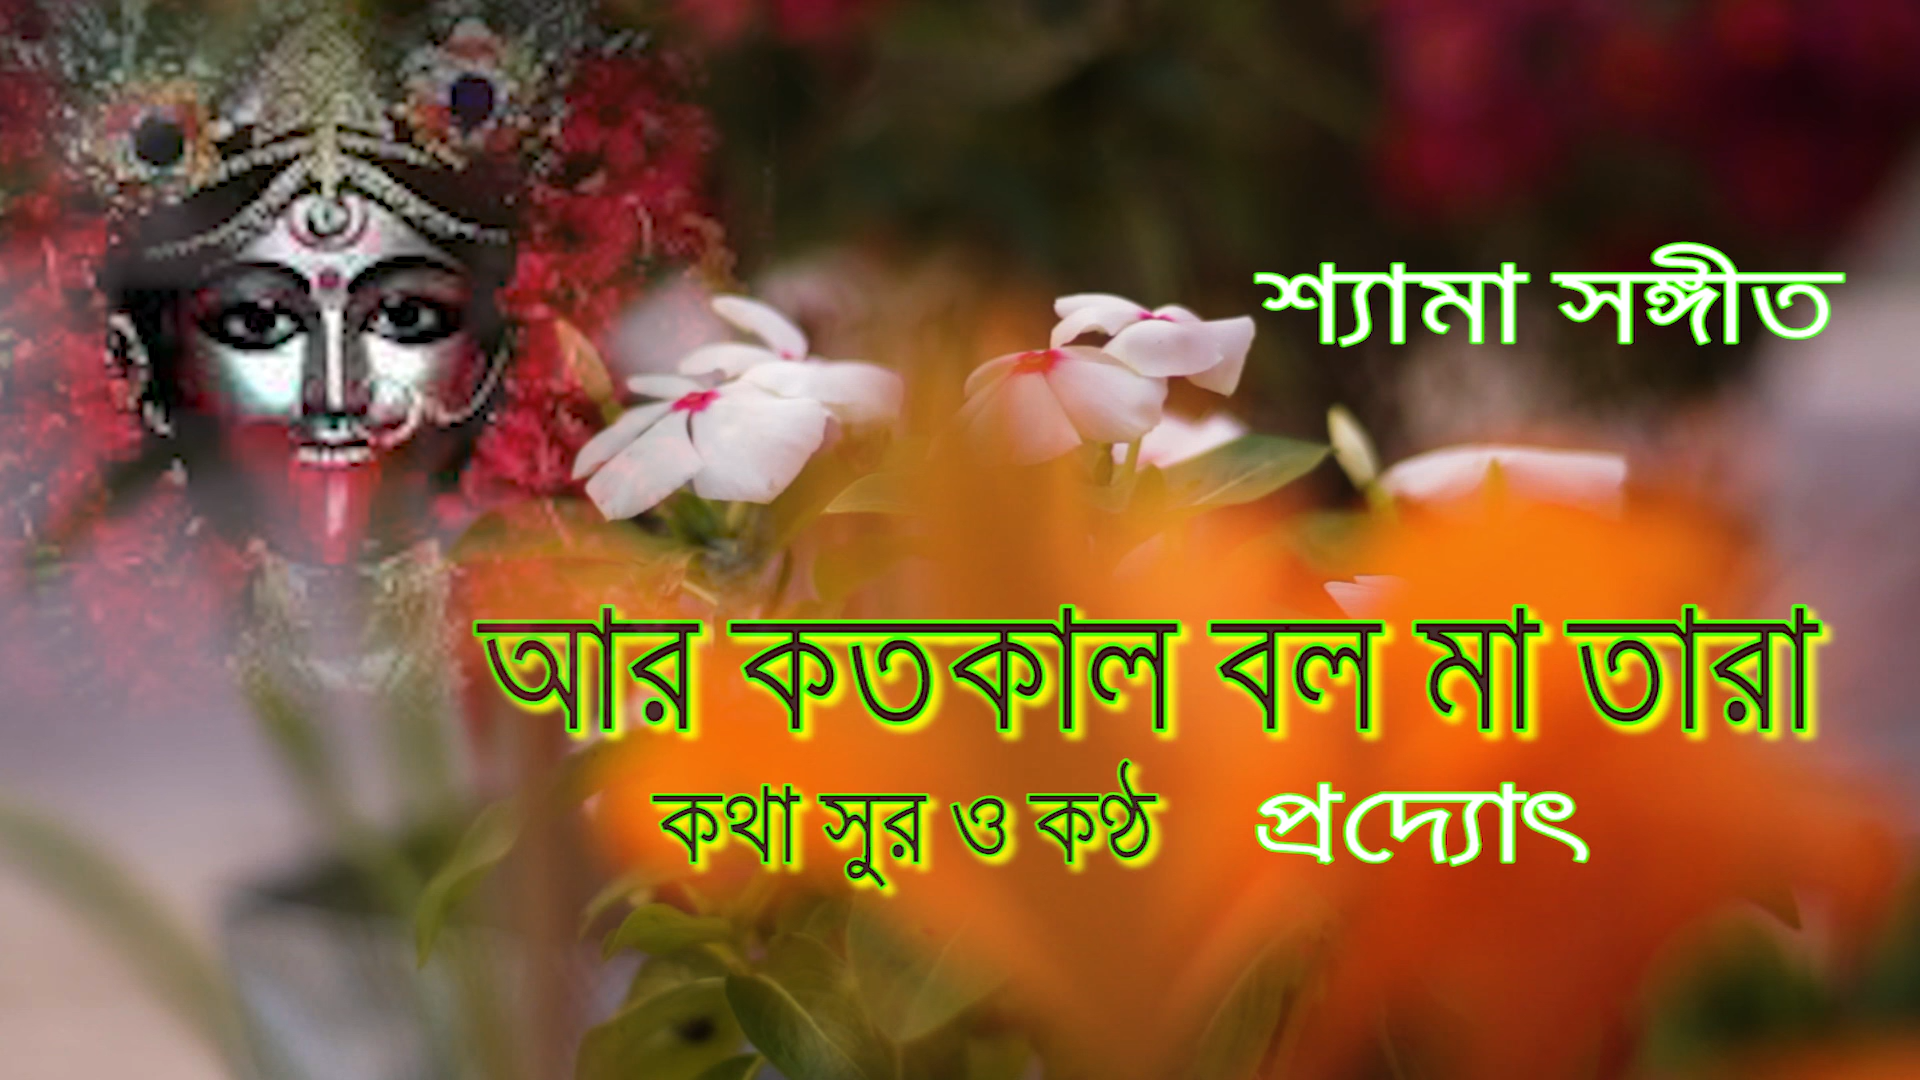 শ্যামা সঙ্গীত
আর কতকাল বল মা তারা
কথা সুর ও কণ্ঠ প্রদ্যোৎ